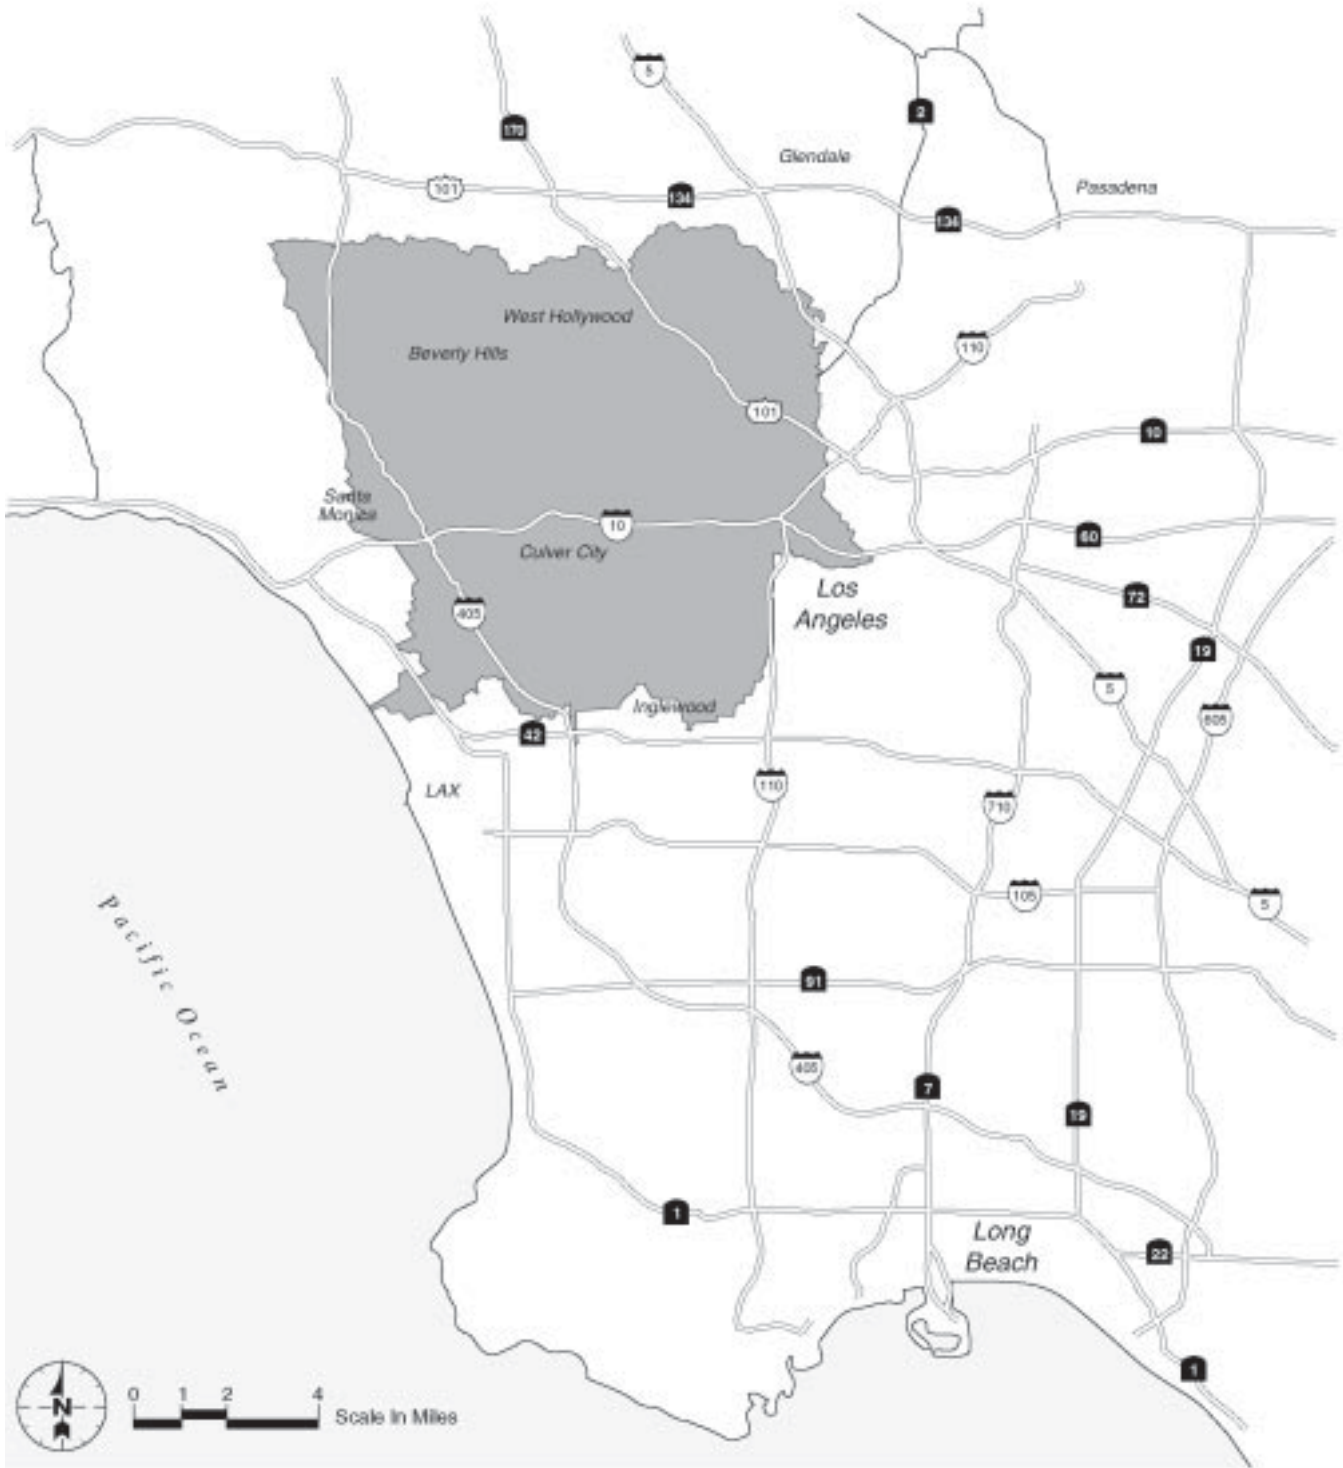 5
2
170
Glendale
101
134
Pasadena
134
West Hollywood
110
Beverly Hills
101
10
Santa
Monica
10
60
Culver City
Los
Angeles
72
405
19
5
Inglewood
605
42
LAX
110
710
105
5
Pacific Ocean
91
405
7
19
1
Long
Beach
22
1
N
0 1 2 4
Scale In Miles